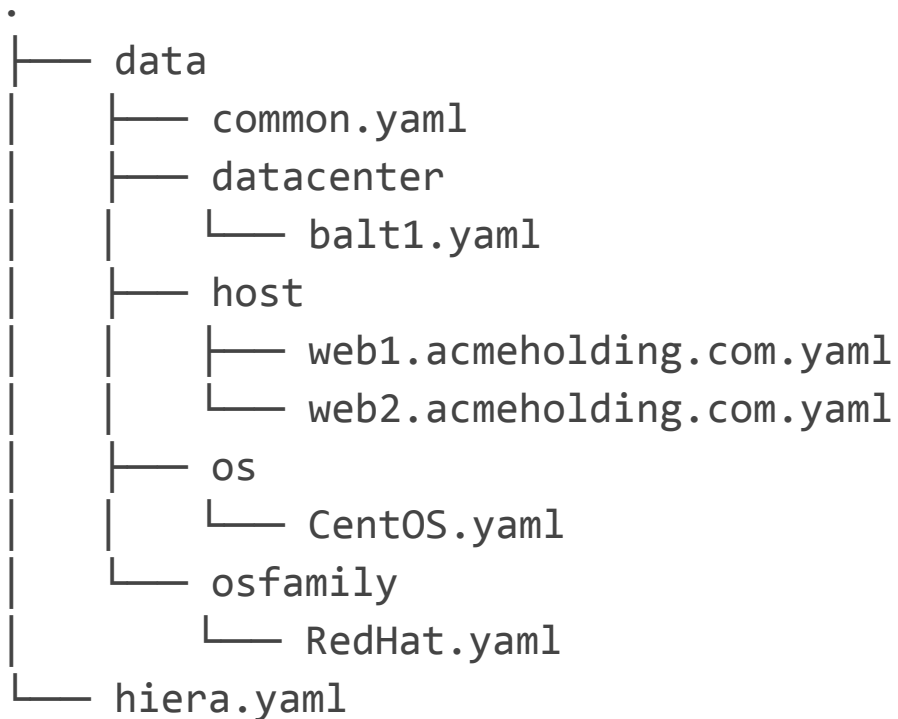 .
├── data
│   ├── common.yaml
│   ├── datacenter
│   │   └── balt1.yaml
│   ├── host
│   │   ├── web1.acmeholding.com.yaml
│   │   └── web2.acmeholding.com.yaml
│   ├── os
│   │   └── CentOS.yaml
│   └── osfamily
│       └── RedHat.yaml
└── hiera.yaml